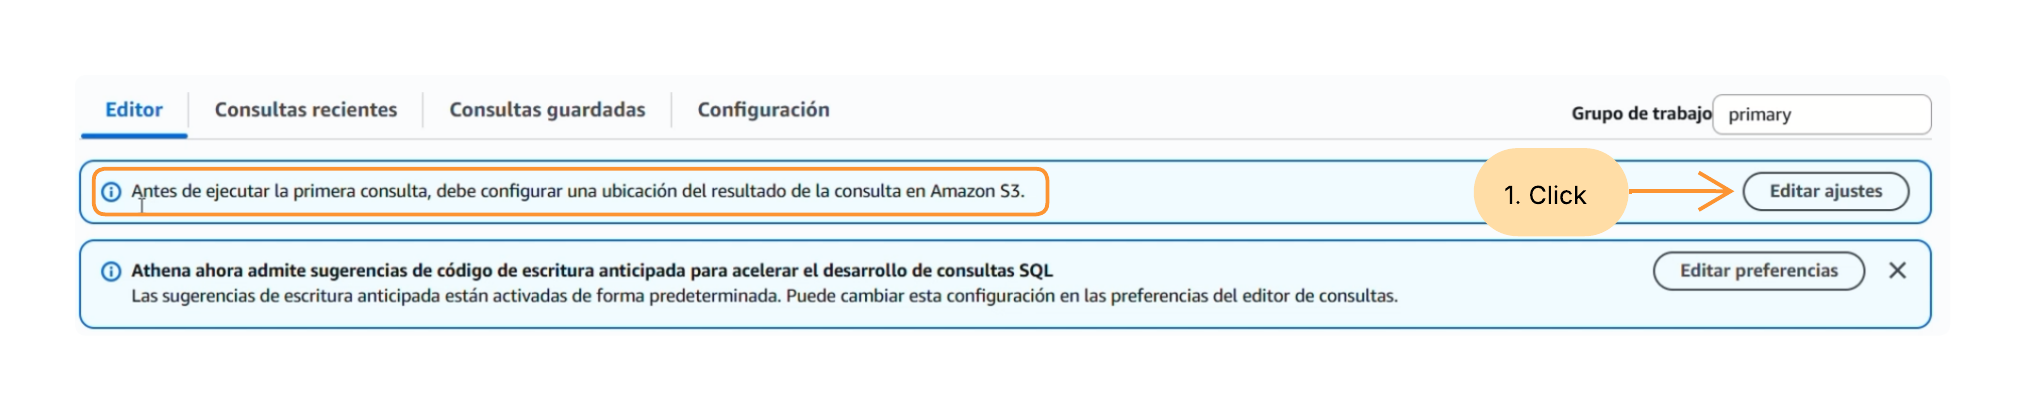 Editor Consultas recientes Consultas guardadas Configuración Grupo de trabajo primary
Antes de ejecutar la primera consulta, debe configurar una ubicación del resultado de la consulta en Amazon S3. 1. Click Editar ajustes
Athena ahora admite sugerencias de código de escritura anticipada para acelerar el desarrollo de consultas SQL Editar preferencias
Las sugerencias de escritura anticipada están activadas de forma predeterminada. Puede cambiar esta configuración en las preferencias del editor de consultas.